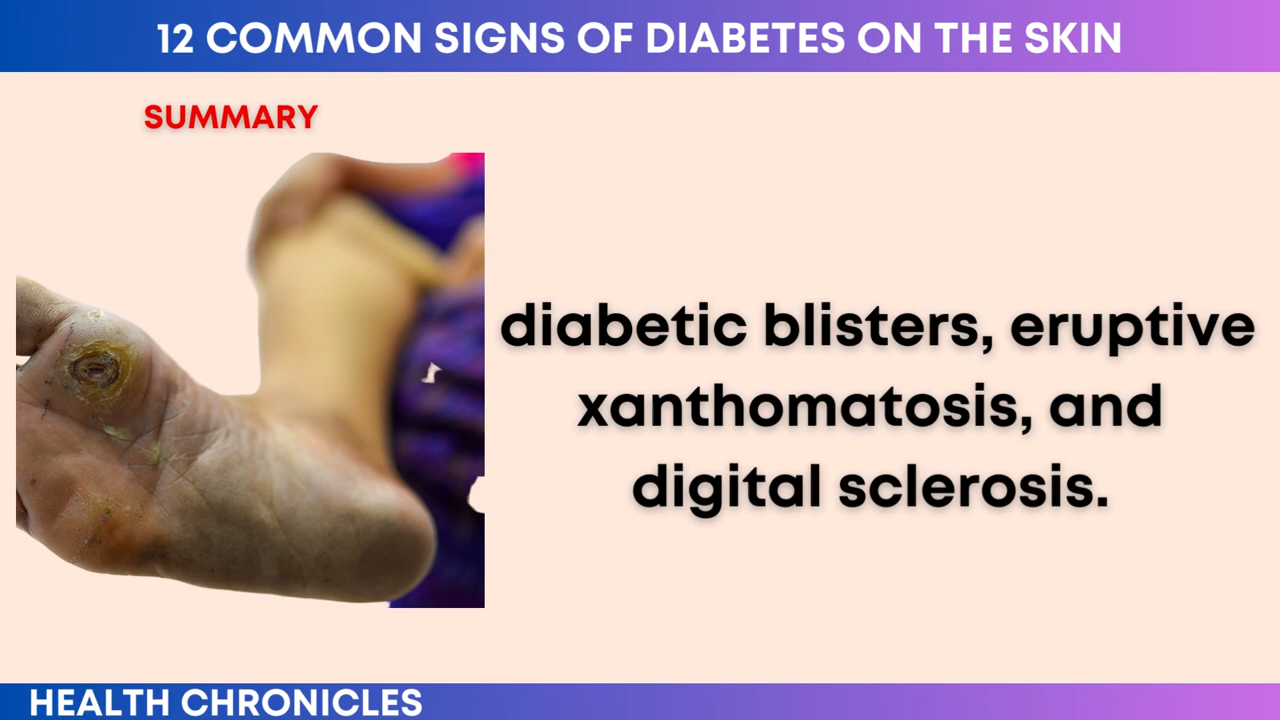 12 COMMON SIGNS OF DIABETES ON THE SKIN
SUMMARY
diabetic blisters, eruptive
xanthomatosis, and
digital sclerosis.
HEALTH CHRONICLES